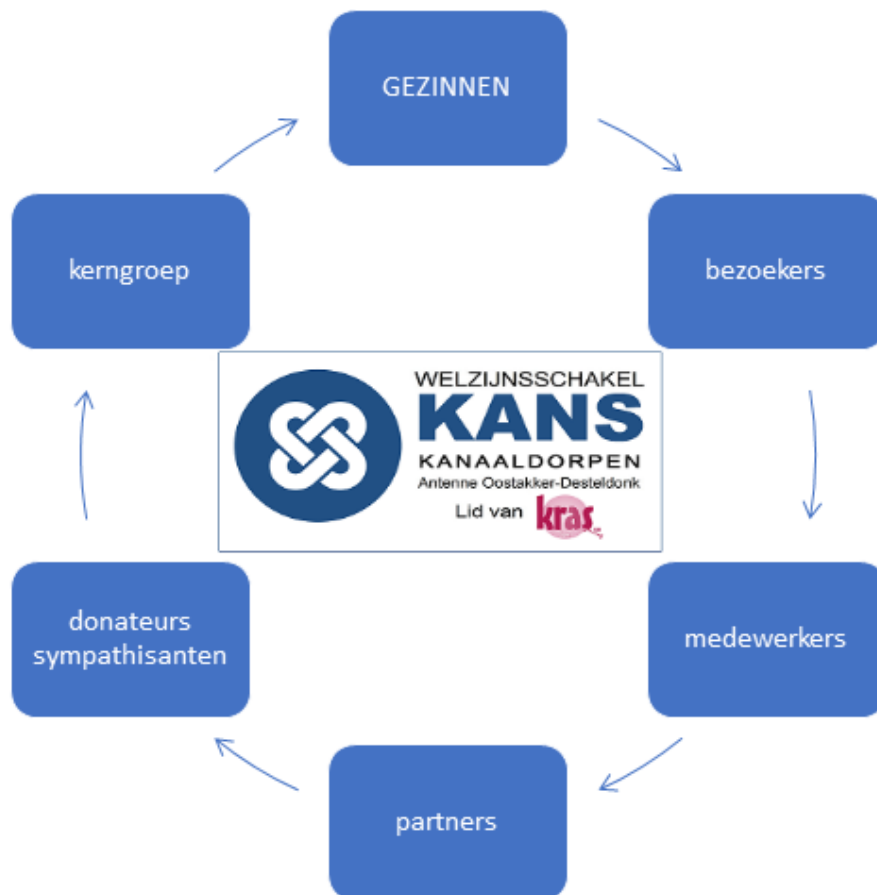 GEZINNEN
bezoekers
medewerkers
partners
donateurs
sympathisanten
kerngroep
WELZIJNSSCHAKEL
KANS
KANAALDORPEN
Antenne Oostakker-Desteldonk
Lid van kras